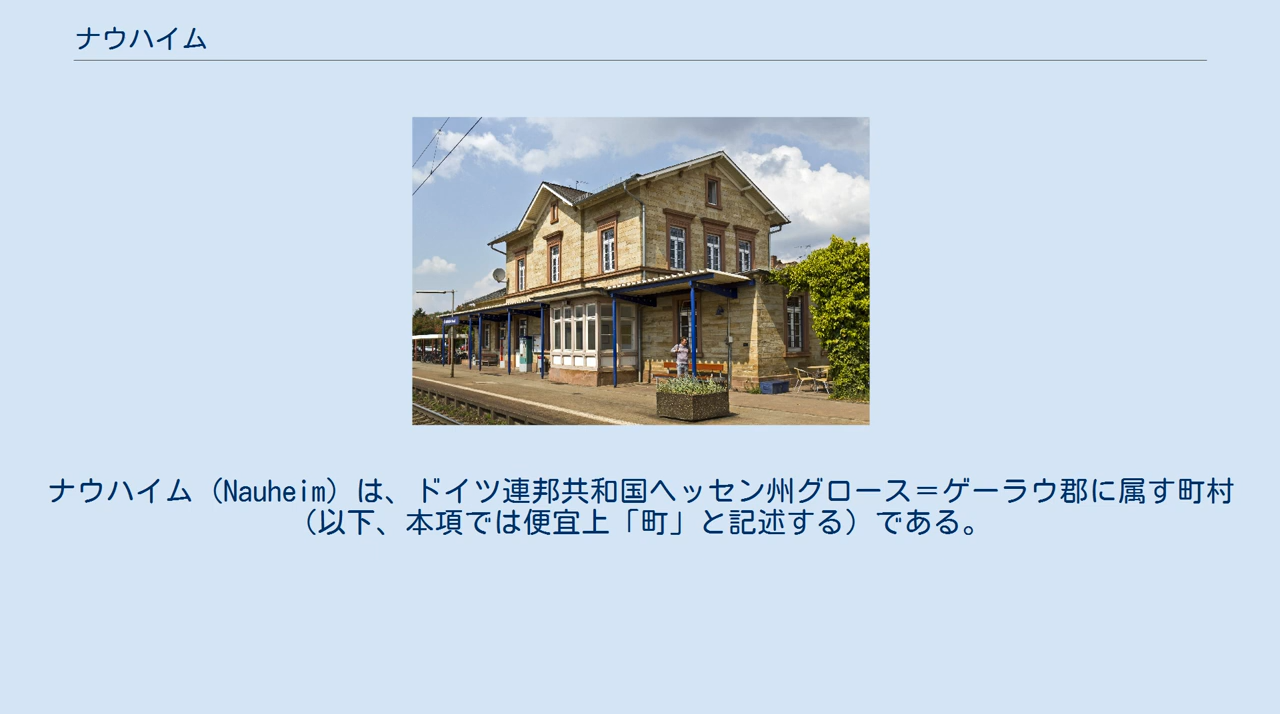 ナウハイム
ナウハイム（Nauheim）は、ドイツ連邦共和国ヘッセン州グロース＝ゲーラウ郡に属す町村
（以下、本項では便宜上「町」と記述する）である。